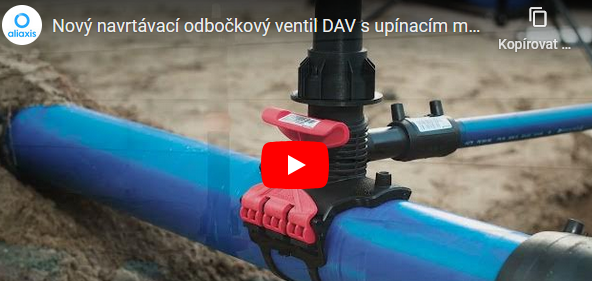 aliaxis
Nový navrtávací odbočkový ventil DAV s upínacím m...
Kopírovat ...